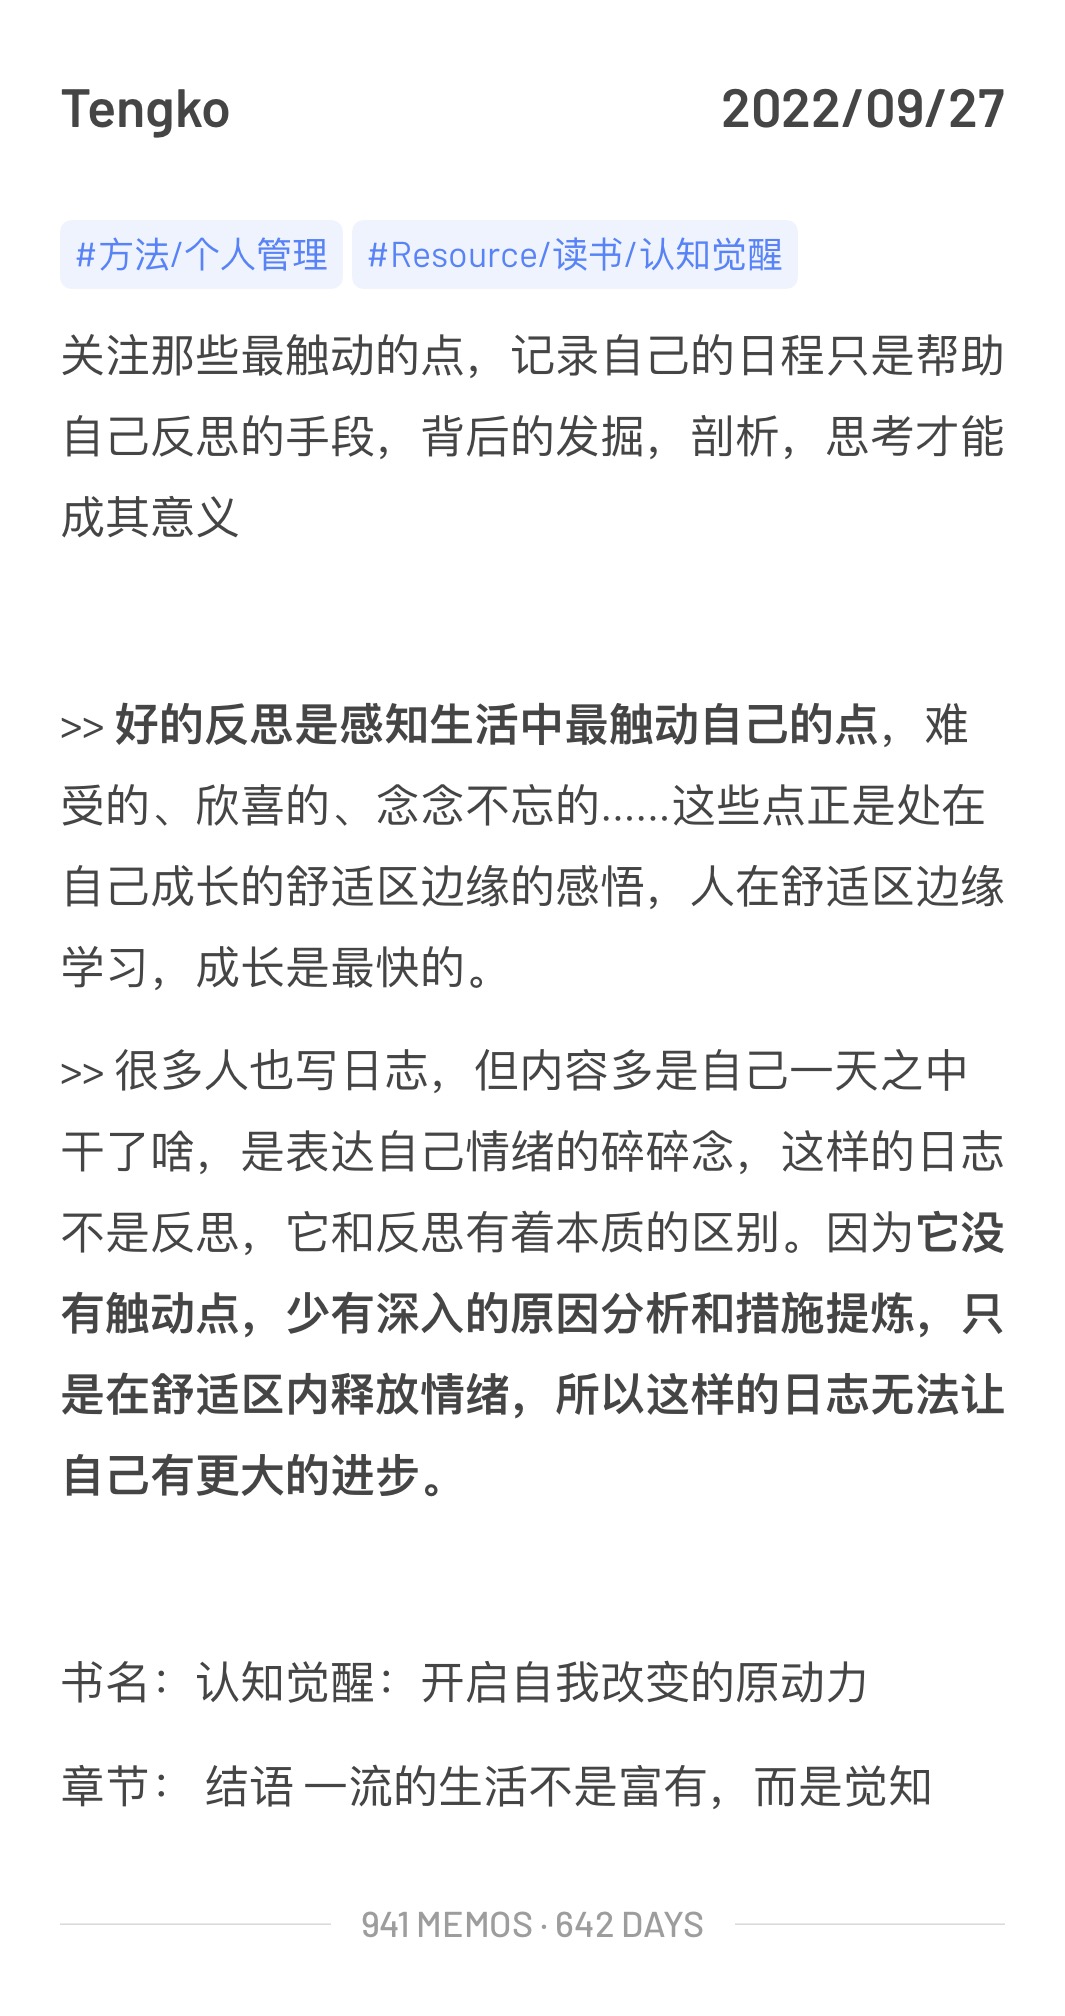 Tengko
2022/09/27
#方法/个人管理 #Resource/读书/认知觉醒
关注那些最触动的点，记录自己的日程只是帮助
自己反思的手段，背后的发掘，剖析，思考才能
成其意义
>> 好的反思是感知生活中最触动自己的点，难
受的、欣喜的、念念不忘的……这些点正是处在
自己成长的舒适区边缘的感悟，人在舒适区边缘
学习，成长是最快的。
>> 很多人也写日志，但内容多是自己一天之中
干了啥，是表达自己情绪的碎碎念，这样的日志
不是反思，它和反思有着本质的区别。因为它没
有触动点，少有深入的原因分析和措施提炼，只
是在舒适区内释放情绪，所以这样的日志无法让
自己有更大的进步。
书名：认知觉醒：开启自我改变的原动力
章节： 结语 一流的生活不是富有，而是觉知
941 MEMOS · 642 DAYS